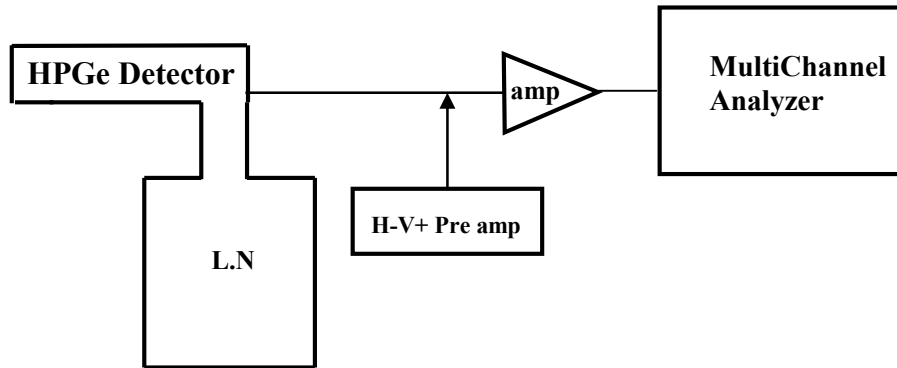 HPGe Detector
amp
MultiChannel
Analyzer
H-V+ Pre amp
L.N